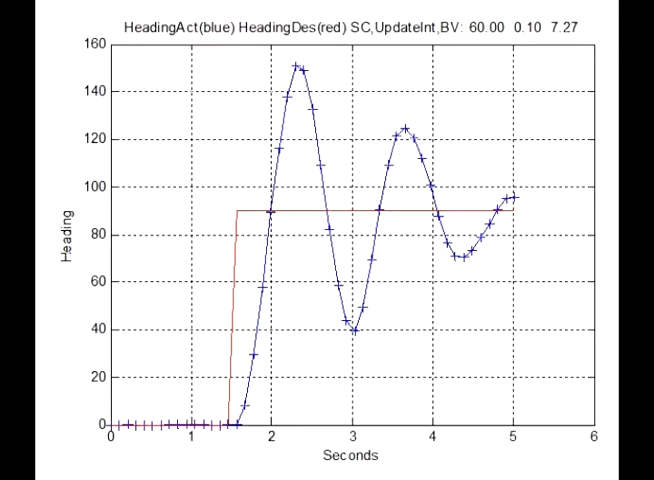 HeadingAct(blue) HeadingDes(red) SC,UpdateInt,BV: 60.00 0.10 7.27
160
140
120
100
80
60
40
20
0
Heading
0 1 2 3 4 5 6
Seconds